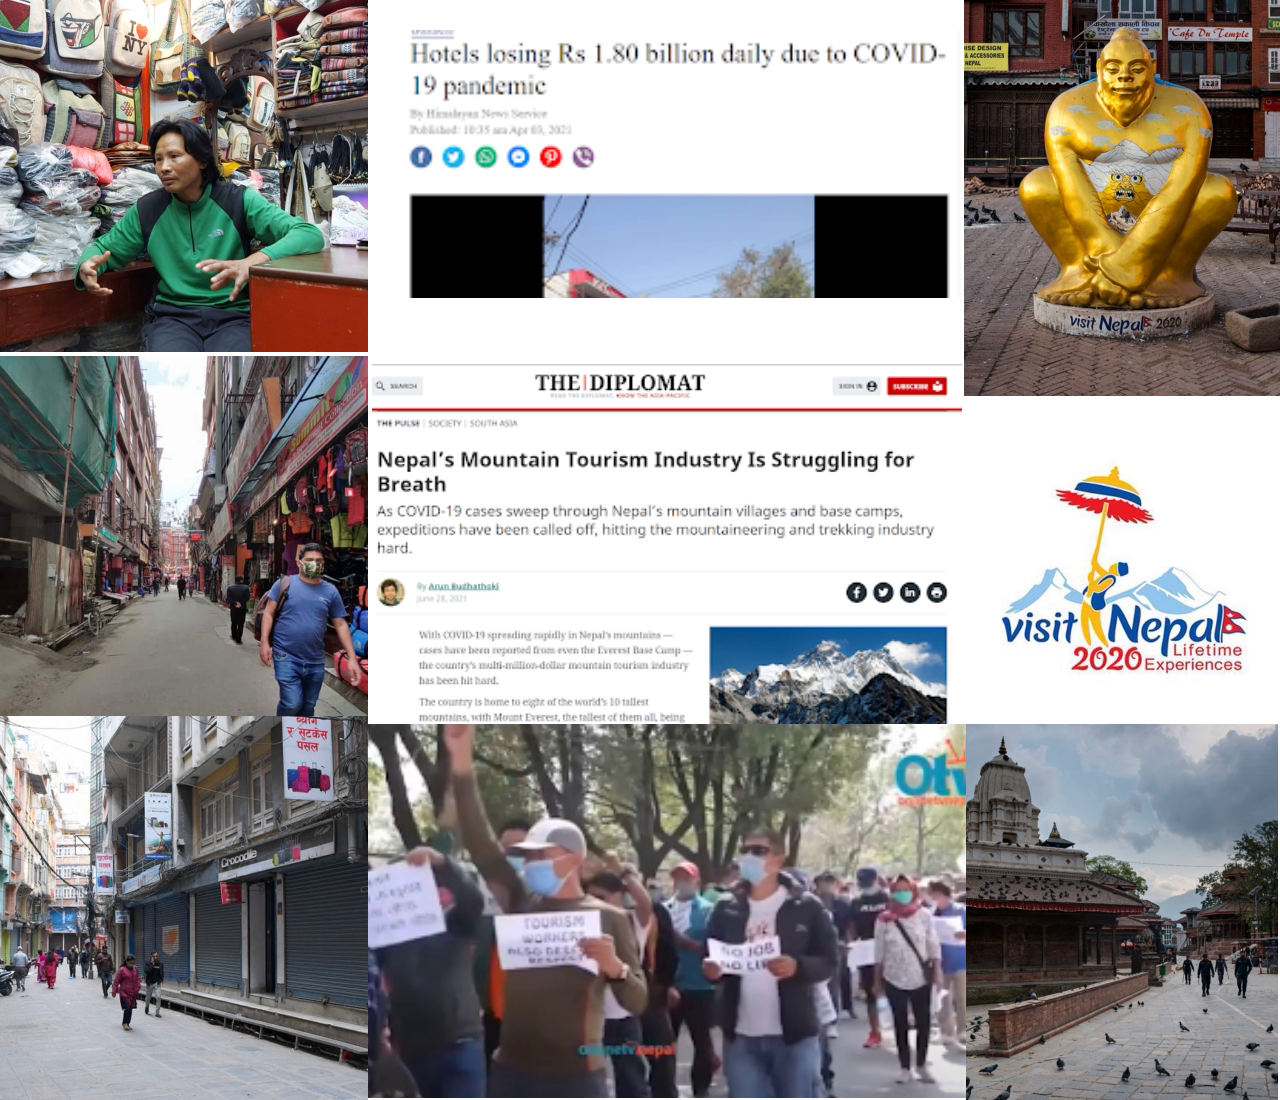 I
NY
Hotels losing Rs 1.80 billion daily due to COVID-
19 pandemic
By Himalayan News Service
Published: 10:35 am Apr 03, 2021
ISE DESIGN
& ACCESSORIES
NEPAL
Cafe Du Temple
visit Nepal 2020
Summit
SEARCH
THE DIPLOMAT
READ THE DIPLOMAT, KNOW THE ASIA-PACIFIC
SIGN IN
SUBSCRIBE
THE PULSE | SOCIETY | SOUTH ASIA
Nepal's Mountain Tourism Industry Is Struggling for
Breath
As COVID-19 cases sweep through Nepal's mountain villages and base camps,
expeditions have been called off, hitting the mountaineering and trekking industry
hard.
By Arun Budhathoki
June 28, 2021
With COVID-19 spreading rapidly in Nepal's mountains —
cases have been reported from even the Everest Base Camp —
the country's multi-million-dollar mountain tourism industry
has been hit hard.
The country is home to eight of the world's 10 tallest
mountains, with Mount Everest, the tallest of them all, being
visit Nepal
2020 Lifetime
Experiences
ब्याग
र सुटकेस
पसल
Crocodile
TOURISM
WORKERS
ALSO DESE
RESPECT
NO JOB
NO LIFE
Otv
onlinetvnepal